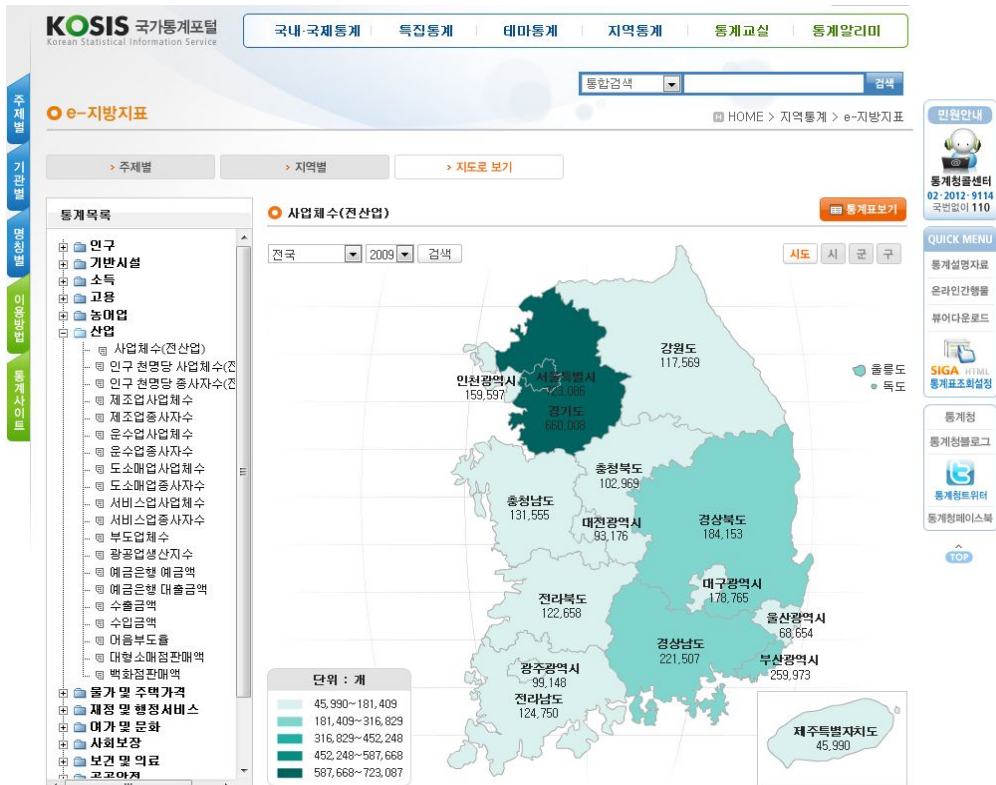 KOSIS 국가통계포털
Korean Statistical Information Service
국내·국제통계 특집통계 테마통계 지역통계 통계교실 통계알리미
통합검색 검색
e-지방지표
HOME > 지역통계 > e-지방지표
주제별
기관별
명칭별
이용방법
통계사이트
> 주제별 > 지역별 > 지도로 보기
통계목록
인구
기반시설
소득
고용
농어업
산업
사업체수(전산업)
인구 천명당 사업체수(전
인구 천명당 종사자수(전
제조업사업체수
제조업종사자수
운수업사업체수
운수업종사자수
도소매업사업체수
도소매업종사자수
서비스업사업체수
서비스업종사자수
부도업체수
광공업생산지수
예금은행 예금액
예금은행 대출금액
수출금액
수입금액
어음부도율
대형소매점판매액
백화점판매액
물가 및 주택가격
재정 및 행정서비스
여가 및 문화
사회보장
보건 및 의료
공공안전
사업체수(전산업)
통계표보기
전국 2009 검색
시도 시 군 구
강원도
117,569
울릉도
독도
인천광역시
159,597
서울특별시
723,086
경기도
660,008
충청북도
102,969
충청남도
131,555
대전광역시
93,176
경상북도
184,153
대구광역시
178,765
전라북도
122,658
울산광역시
68,654
경상남도
221,507
부산광역시
259,973
광주광역시
99,148
전라남도
124,750
제주특별자치도
45,990
단위 : 개
45,990~181,409
181,409~316,829
316,829~452,248
452,248~587,668
587,668~723,087
민원안내
통계청콜센터
02·2012·9114
국번없이 110
QUICK MENU
통계설명자료
온라인간행물
뷰어다운로드
SIGA HTML
통계표조회설정
통계청
통계청블로그
통계청트위터
통계청페이스북
TOP